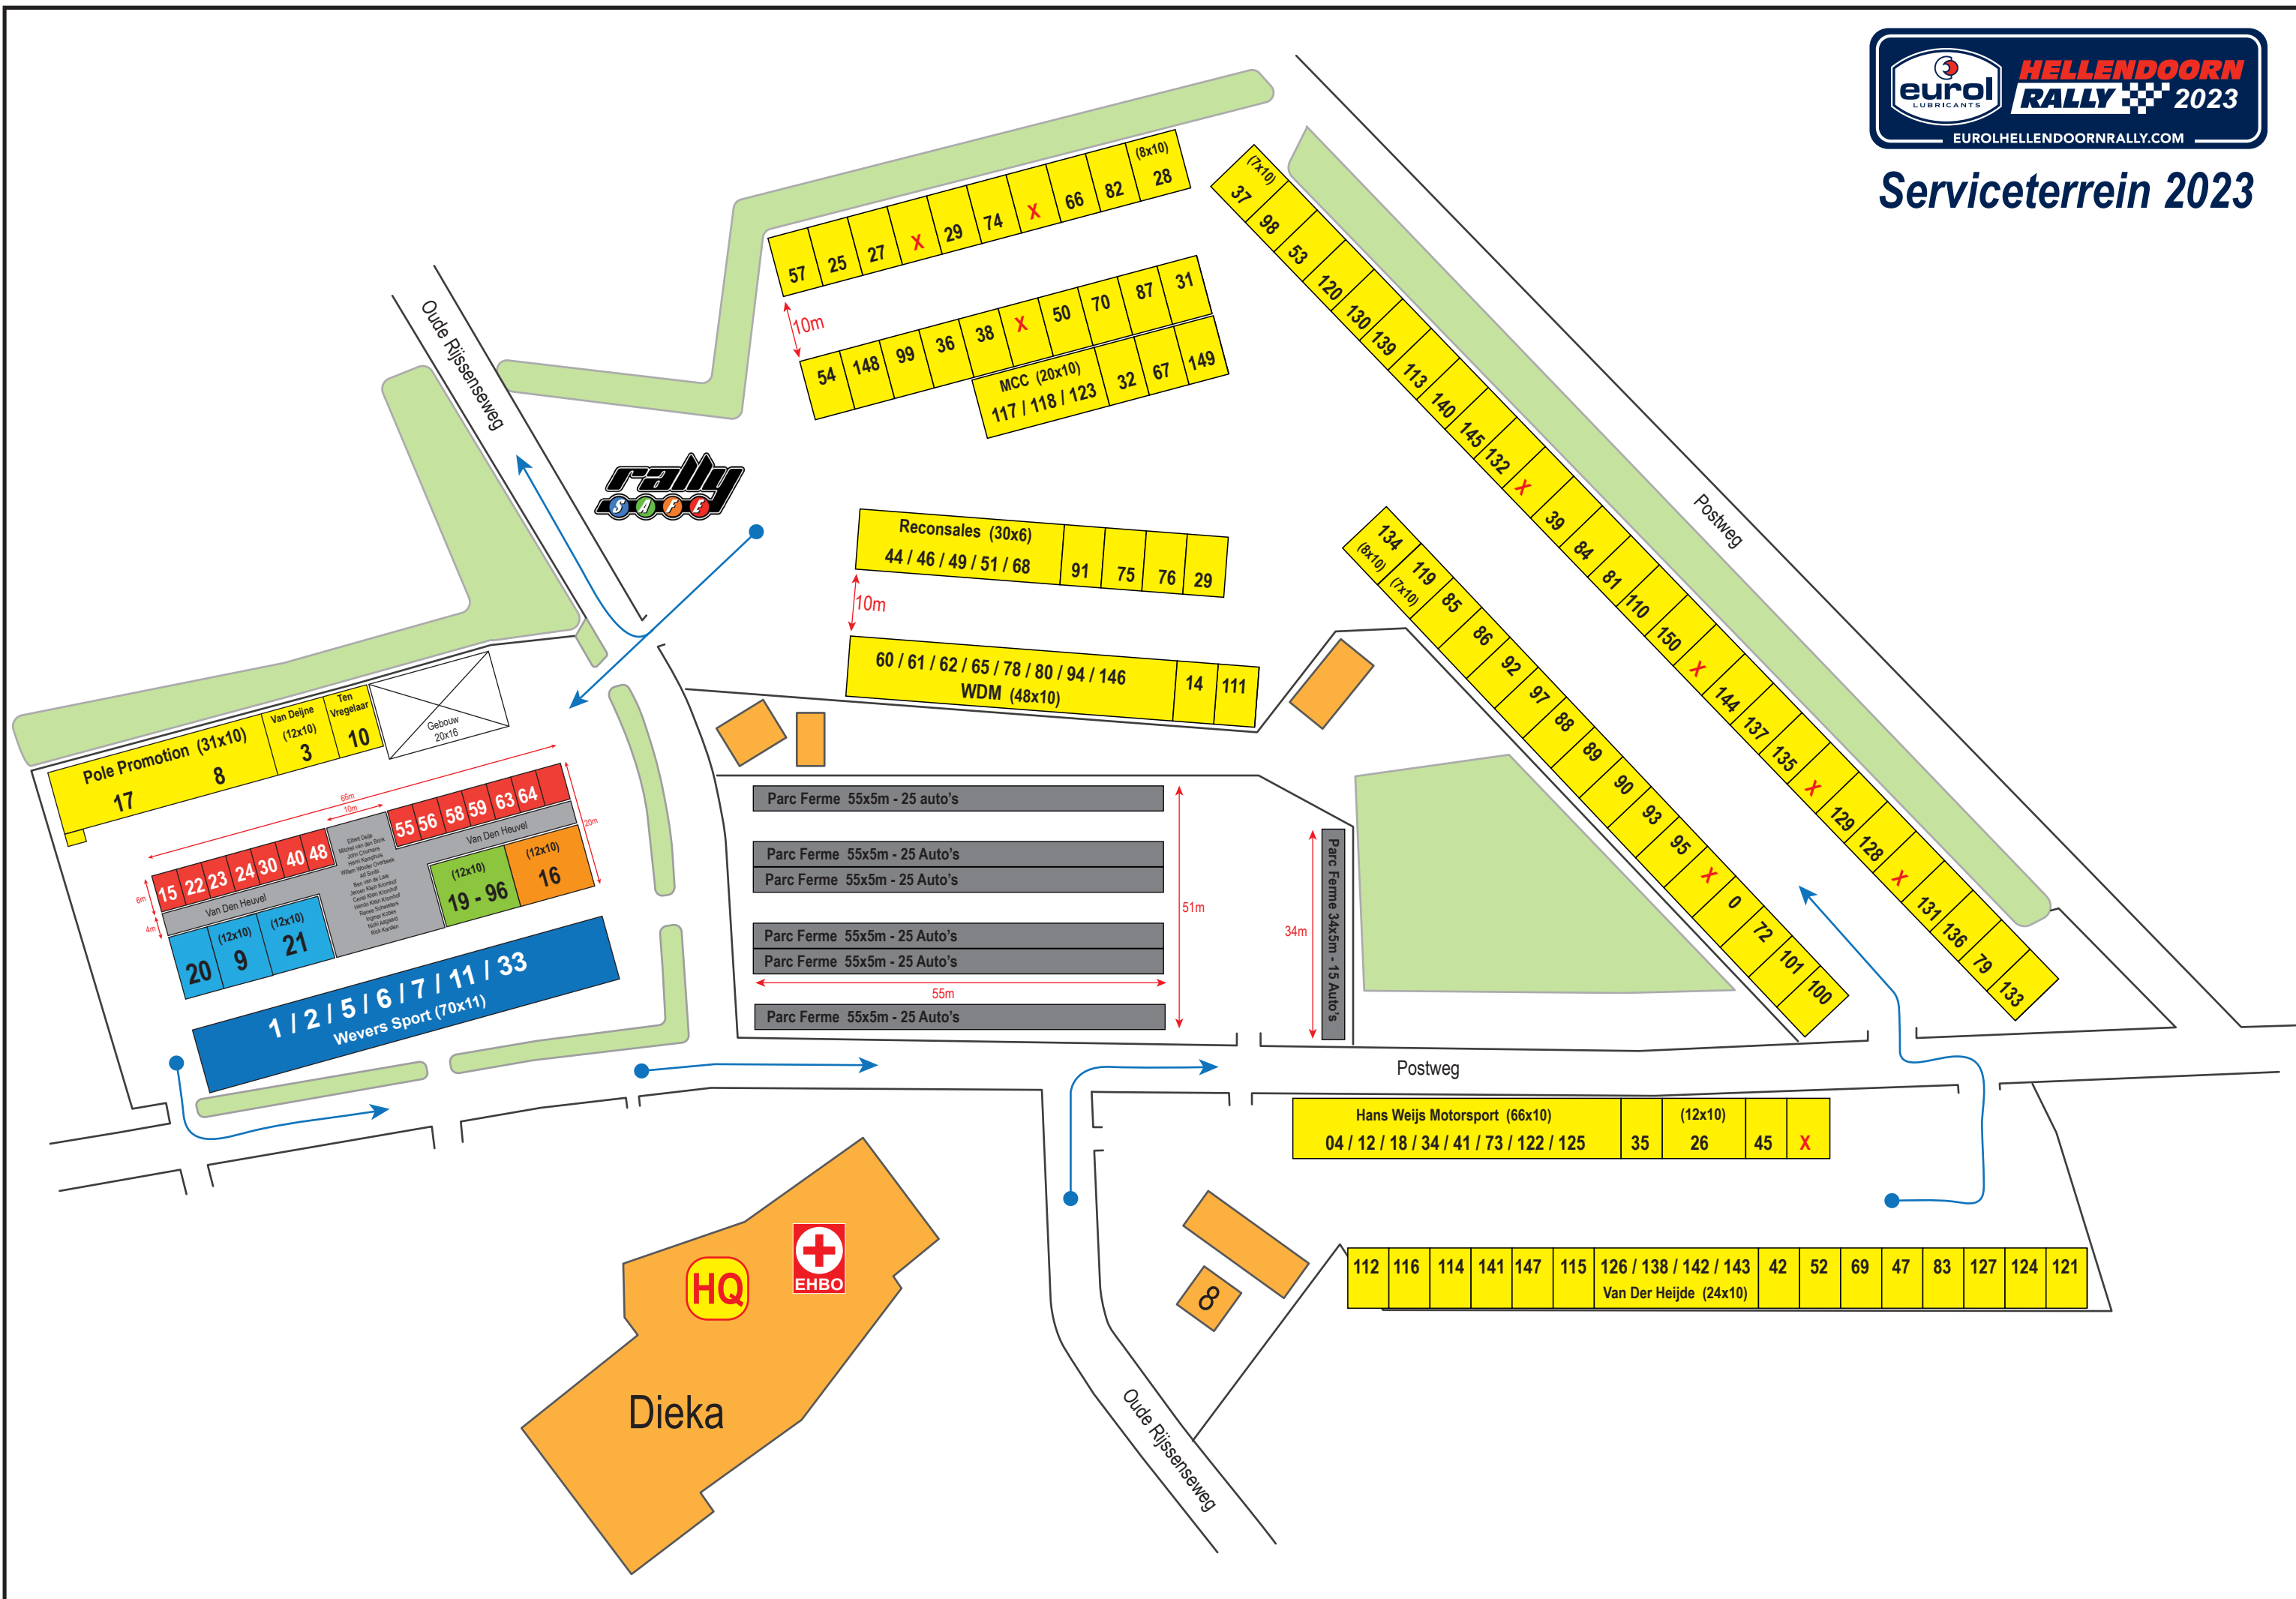 eurol
LUBRICANTS
HELLENDOORN
RALLY 2023
EUROLHELLENDOORNRALLY.COM
Serviceterrein 2023
57 25 27 X 29 74 X 66 82 (8x10) 28
10m
54 148 99 36 38 X 50 70 87 31
MCC (20x10)
117 / 118 / 123 32 67 149
Oude Rijssenseweg
rally
SAFE
Reconsales (30x6)
44 / 46 / 49 / 51 / 68 91 75 76 29
10m
60 / 61 / 62 / 65 / 78 / 80 / 94 / 146
WDM (48x10)
14 111
(7x10)
37 98 53 120 130 139 113 140 145 132 X 39 84 81 110 150 X 144 137 135 X 129 128 X 131 136 79 133
Postweg
134 119 85 86 92 97 88 89 90 93 95 X 0 72 101 100
(8x10)
(7x10)
Pole Promotion (31x10)
17 8
Van Deijne
(12x10)
3
Ten
Vregelaar
10
Gebouw
20x16
66m
10m
20m
6m
4m
15 22 23 24 30 40 48
55 56 58 59 63 64
Van Den Heuvel
Van Den Heuvel
20
(12x10)
9
(12x10)
21
(12x10)
19 - 96
(12x10)
16
1 / 2 / 5 / 6 / 7 / 11 / 33
Wevers Sport (70x11)
Parc Ferme 55x5m - 25 auto's
Parc Ferme 55x5m - 25 Auto's
Parc Ferme 55x5m - 25 Auto's
Parc Ferme 55x5m - 25 Auto's
Parc Ferme 55x5m - 25 Auto's
55m
Parc Ferme 55x5m - 25 Auto's
51m
34m
Parc Ferme 34x5m - 15 Auto's
Postweg
Hans Weijs Motorsport (66x10)
04 / 12 / 18 / 34 / 41 / 73 / 122 / 125
35
(12x10)
26
45 X
112 116 114 141 147 115
126 / 138 / 142 / 143
Van Der Heijde (24x10)
42 52 69 47 83 127 124 121
8
HQ
EHBO
Dieka
Oude Rijssenseweg